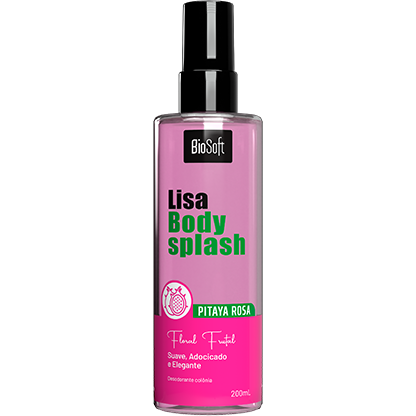 BioSoft
Lisa
Body
splash
PITAYA ROSA
Floral Frutal
Suave, Adocicado
e Elegante
Desodorante colônia
200mL